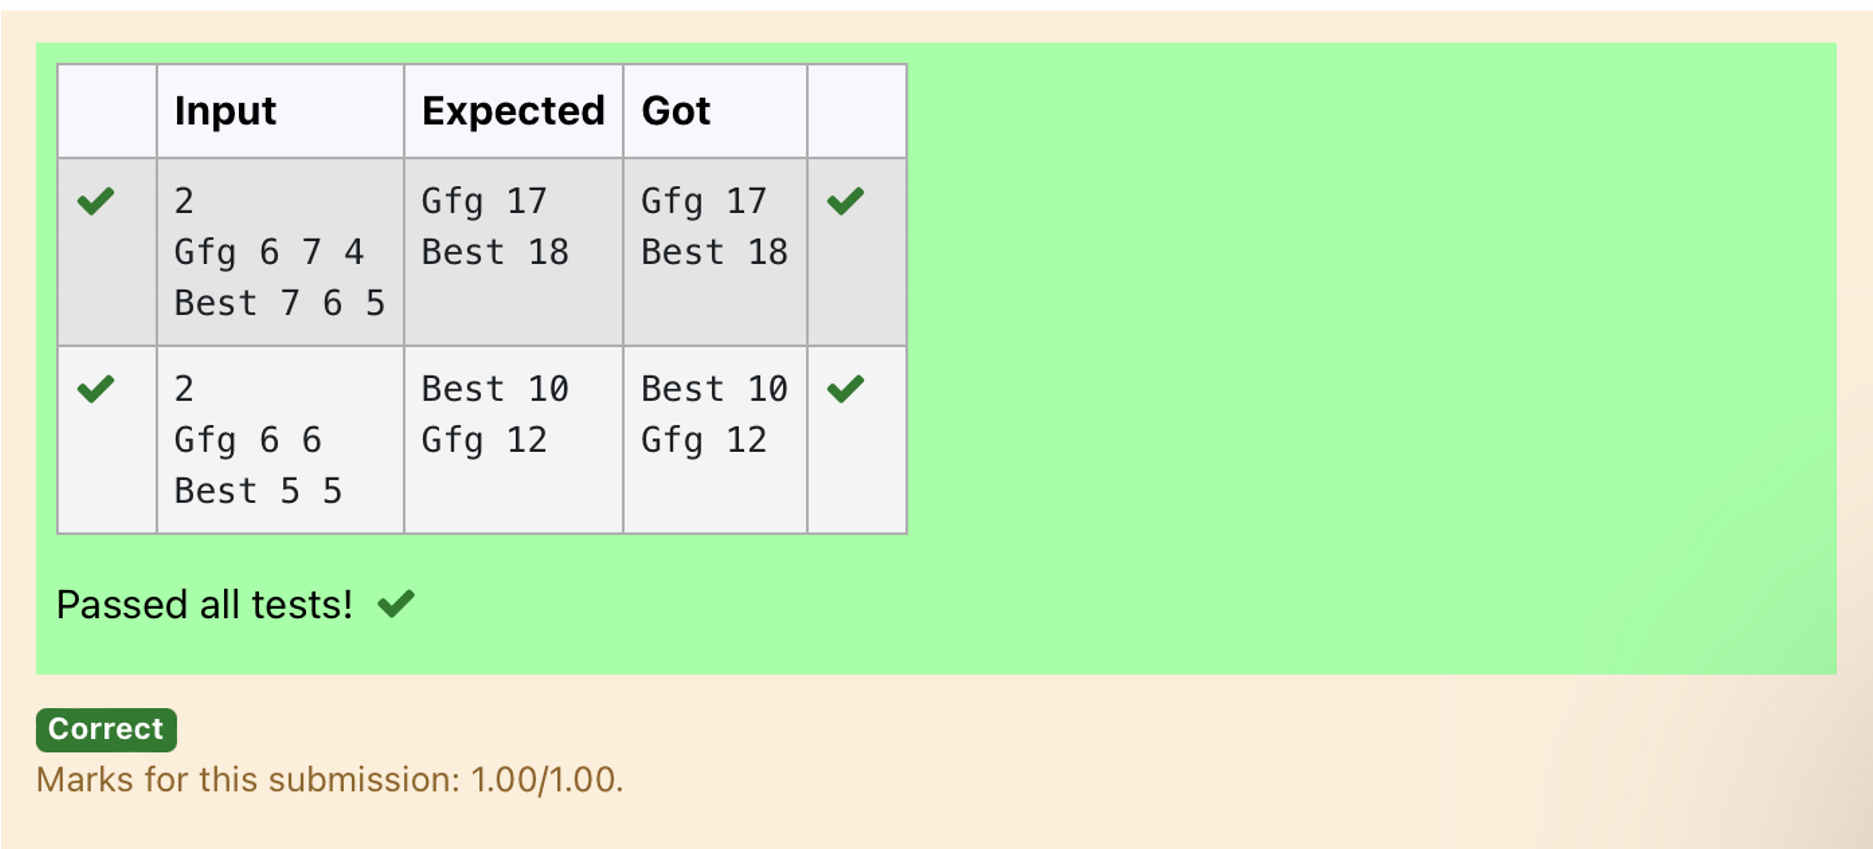 Input Expected Got
2 Gfg 17 Gfg 17
Gfg 6 7 4 Best 18 Best 18
Best 7 6 5
2 Best 10 Best 10
Gfg 6 6 Gfg 12 Gfg 12
Best 5 5
Passed all tests!
Correct
Marks for this submission: 1.00/1.00.